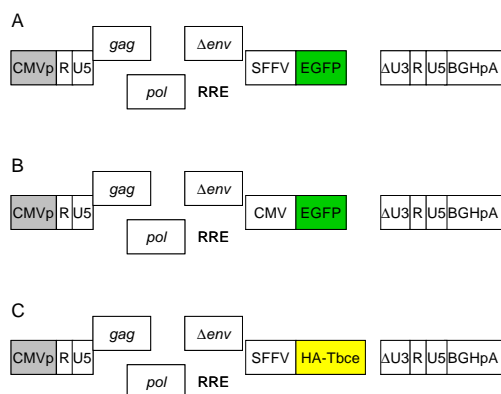 A
gag Δenv
CMVp R U5 SFFV EGFP ΔU3 R U5 BGHpA
pol RRE
B
gag Δenv
CMVp R U5 CMV EGFP ΔU3 R U5 BGHpA
pol RRE
C
gag Δenv
CMVp R U5 SFFV HA-Tbce ΔU3 R U5 BGHpA
pol RRE